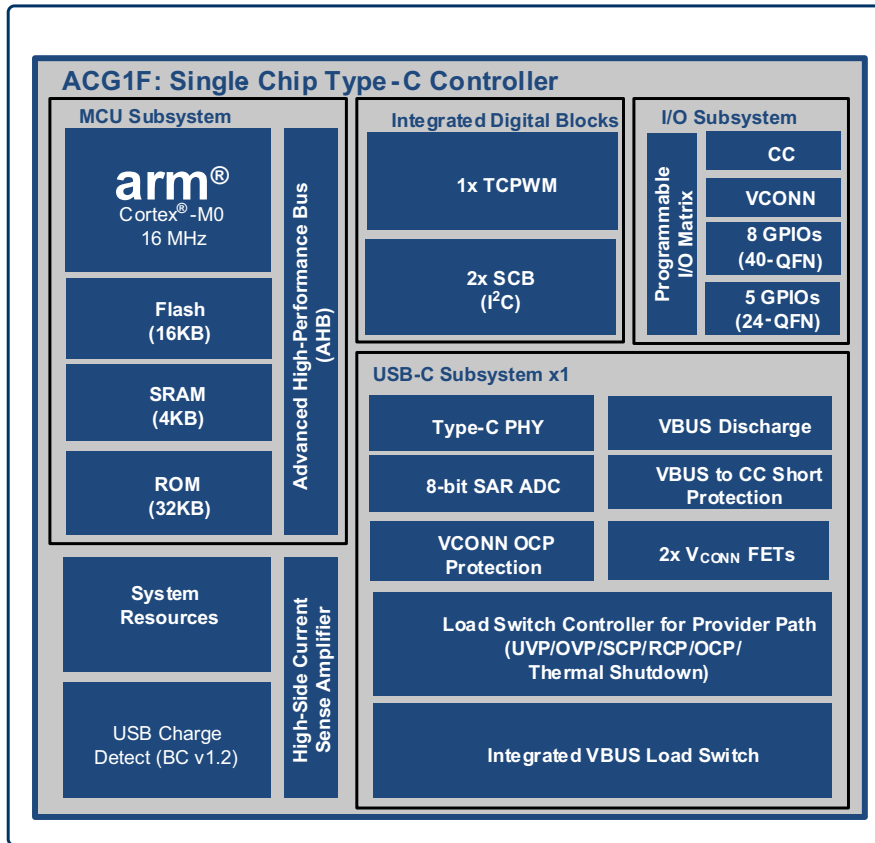 ACG1F: Single Chip Type-C Controller
MCU Subsystem
arm®
Cortex®-M0
16 MHz
Flash
(16KB)
SRAM
(4KB)
ROM
(32KB)
Advanced High-Performance Bus
(AHB)
Integrated Digital Blocks
1x TCPWM
2x SCB
(I²C)
I/O Subsystem
Programmable
I/O Matrix
CC
VCONN
8 GPIOs
(40-QFN)
5 GPIOs
(24-QFN)
System
Resources
USB Charge
Detect (BC v1.2)
High-Side Current
Sense Amplifier
USB-C Subsystem x1
Type-C PHY
VBUS Discharge
8-bit SAR ADC
VBUS to CC Short
Protection
VCONN OCP
Protection
2x VCONN FETs
Load Switch Controller for Provider Path
(UVP/OVP/SCP/RCP/OCP/
Thermal Shutdown)
Integrated VBUS Load Switch